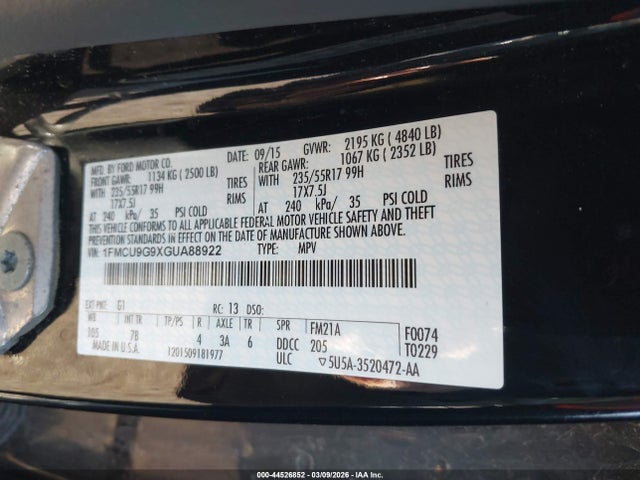 MFD. BY FORD MOTOR CO.
DATE: 09/15 GVWR: 2195 KG ( 4840 LB)
FRONT GAWR: 1134 KG ( 2500 LB)
REAR GAWR: 1067 KG ( 2352 LB)
WITH 235/55R17 99H TIRES
WITH 235/55R17 99H TIRES
17X7.5J RIMS
17X7.5J RIMS
AT 240 kPa/ 35 PSI COLD
AT 240 kPa/ 35 PSI COLD
THIS VEHICLE CONFORMS TO ALL APPLICABLE FEDERAL MOTOR VEHICLE SAFETY AND THEFT
PREVENTION STANDARDS IN EFFECT ON THE DATE OF MANUFACTURE SHOWN ABOVE.
VIN: 1FMCU9G9XGUA88922 TYPE: MPV
EXT PNT: G1 RC: 13 DSO:
WB INT TR TP/PS R AXLE TR SPR FM21A F0074
105 7B 4 3A 6 DDCC 205 T0229
MADE IN U.S.A. 1201509181977 ULC ▽5U5A-3520472-AA
000-44526852 | 03/09/2026 | IAA Inc.